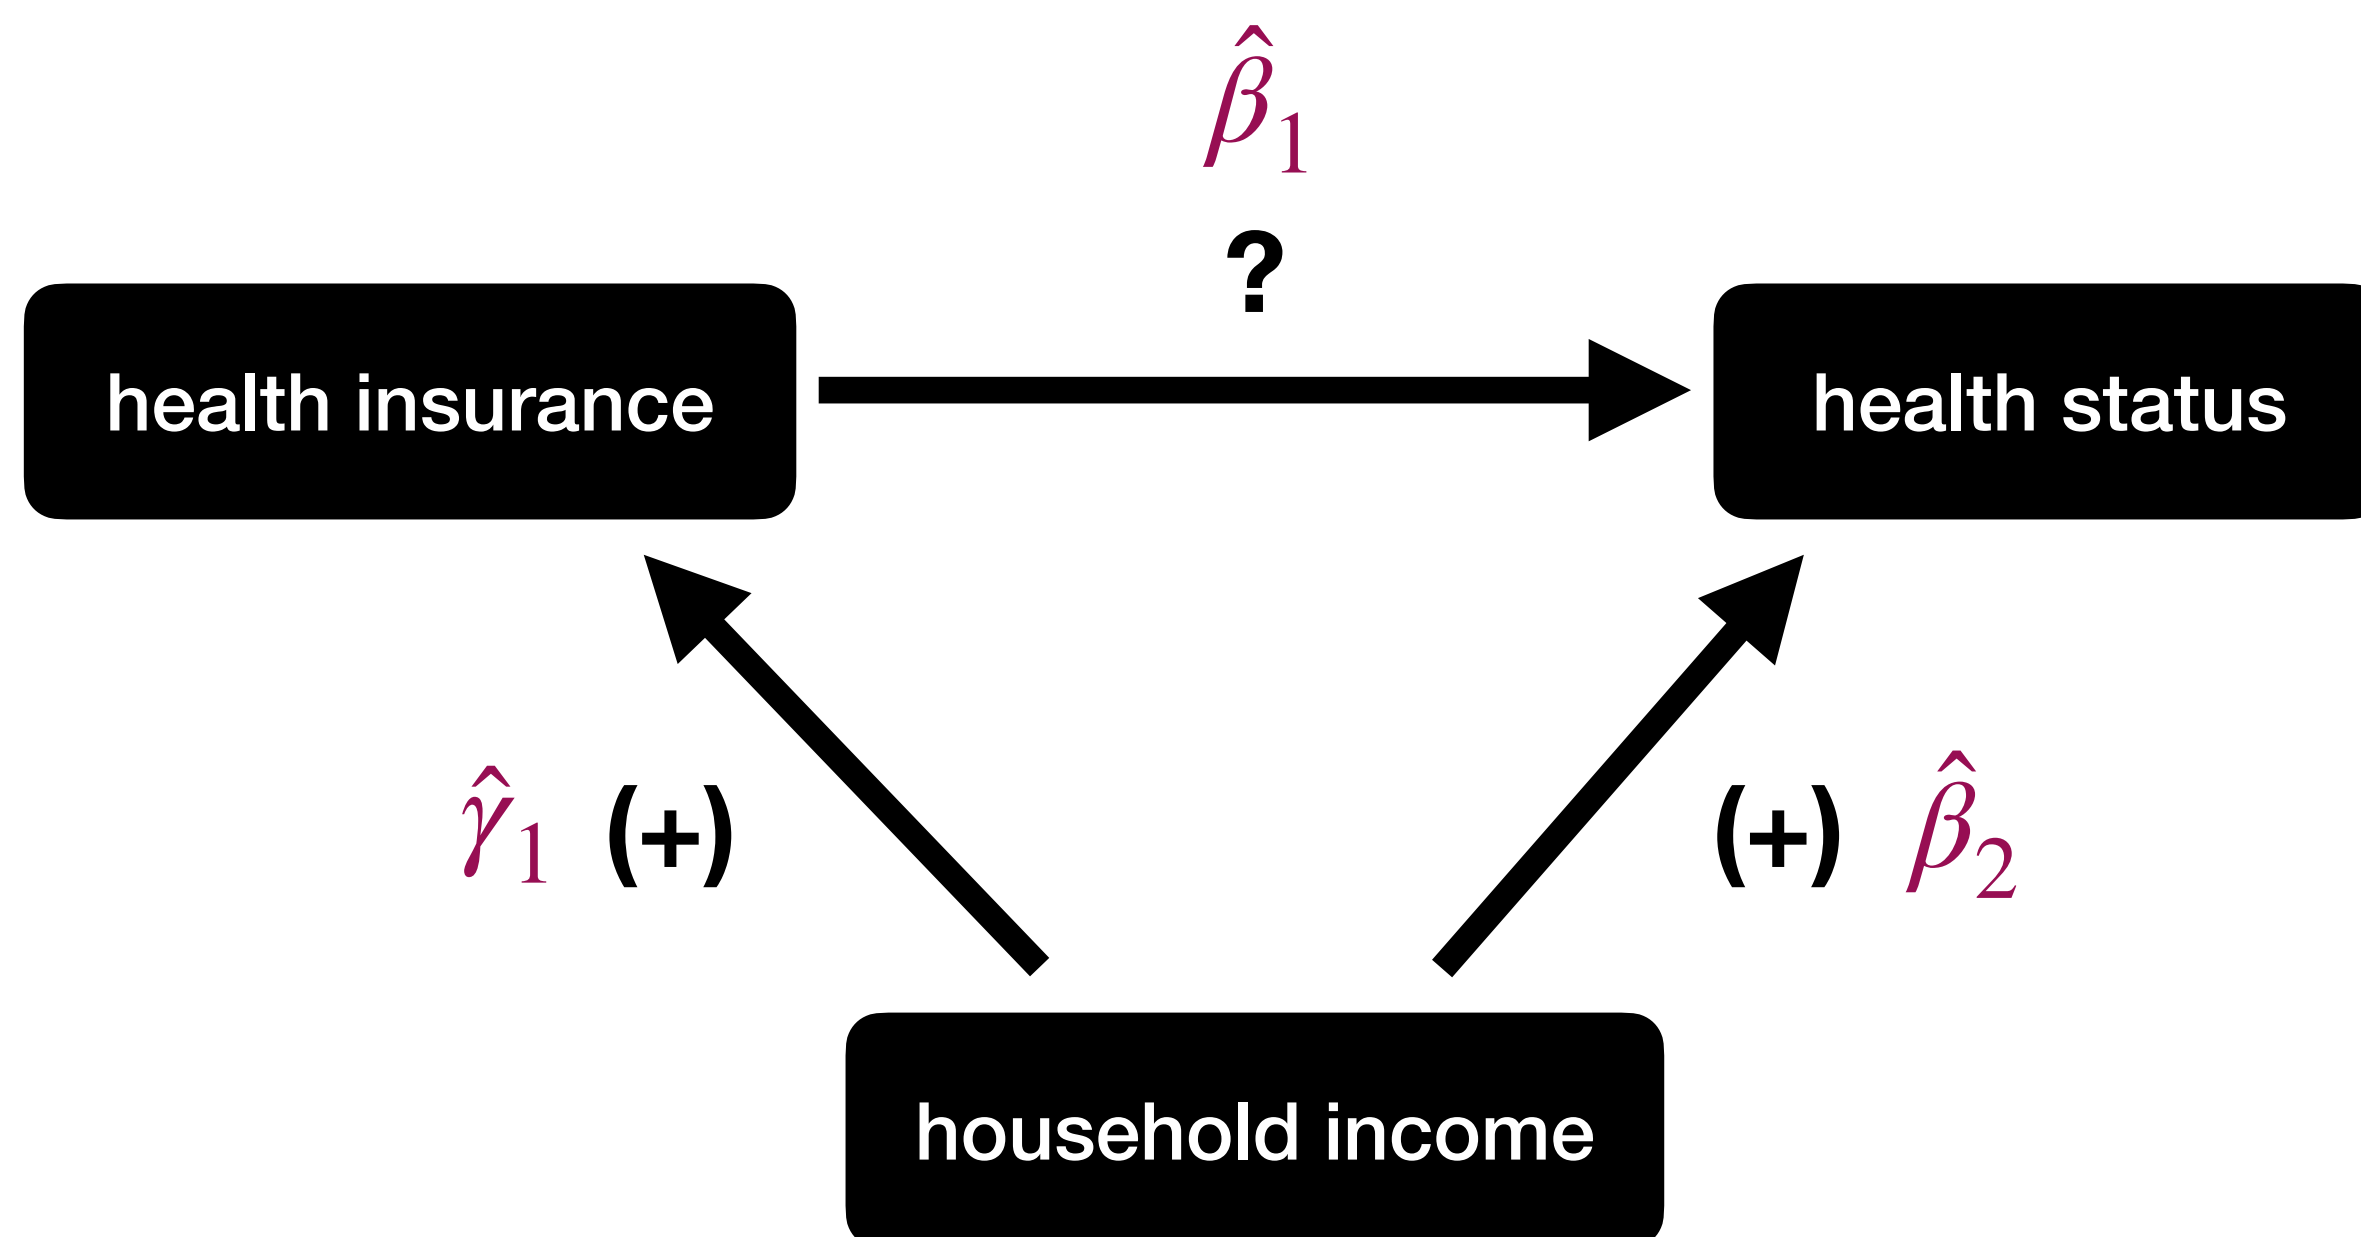 β̂₁
?
health insurance
health status
γ̂₁ (+)
(+) β̂₂
household income